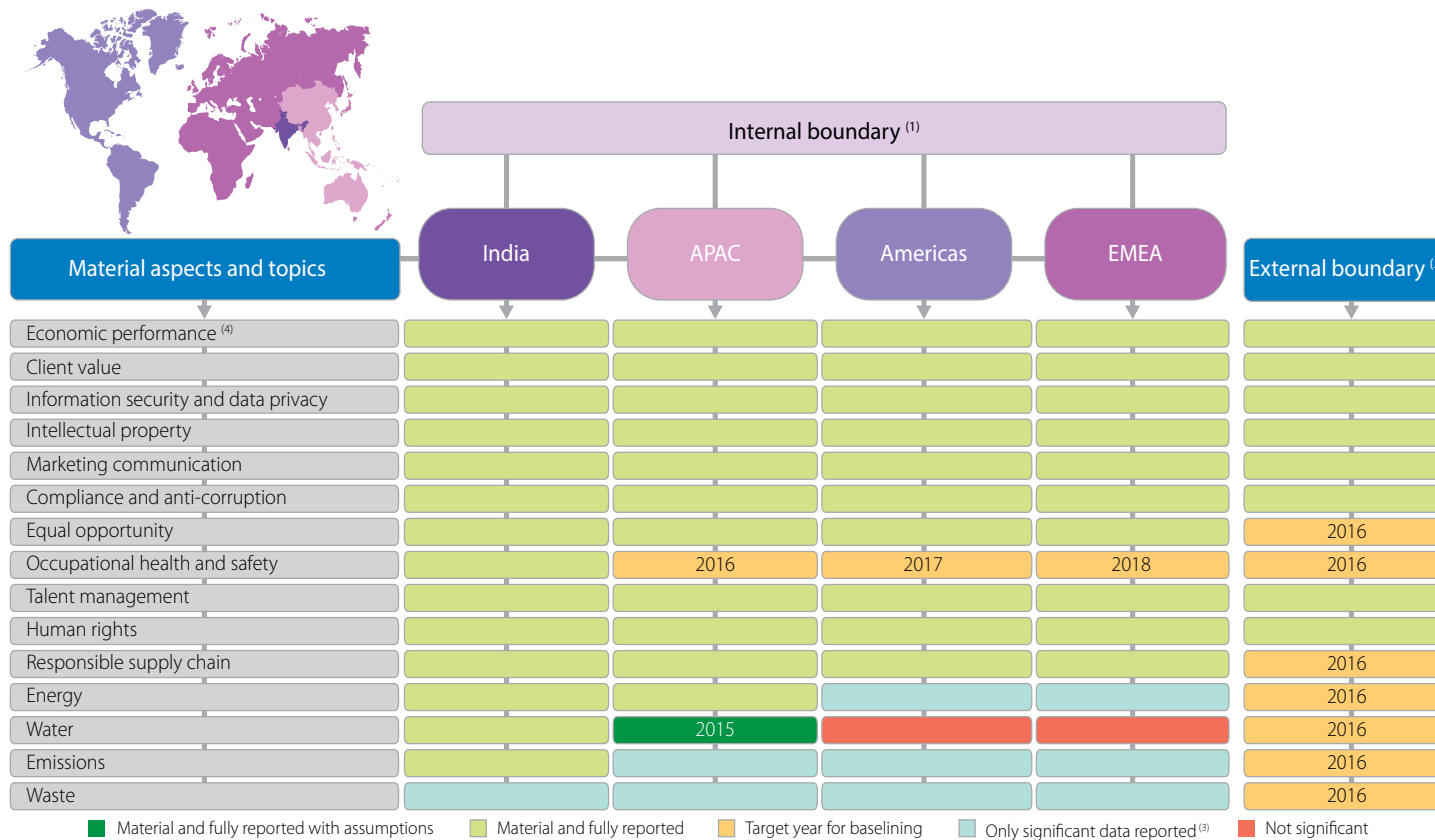 Internal boundary (1)
Material aspects and topics
India
APAC
Americas
EMEA
External boundary (
Economic performance (4)
Client value
Information security and data privacy
Intellectual property
Marketing communication
Compliance and anti-corruption
Equal opportunity 2016
Occupational health and safety 2016 2017 2018 2016
Talent management
Human rights
Responsible supply chain 2016
Energy 2016
Water 2015 2016
Emissions 2016
Waste 2016
Material and fully reported with assumptions Material and fully reported Target year for baselining Only significant data reported (3) Not significant